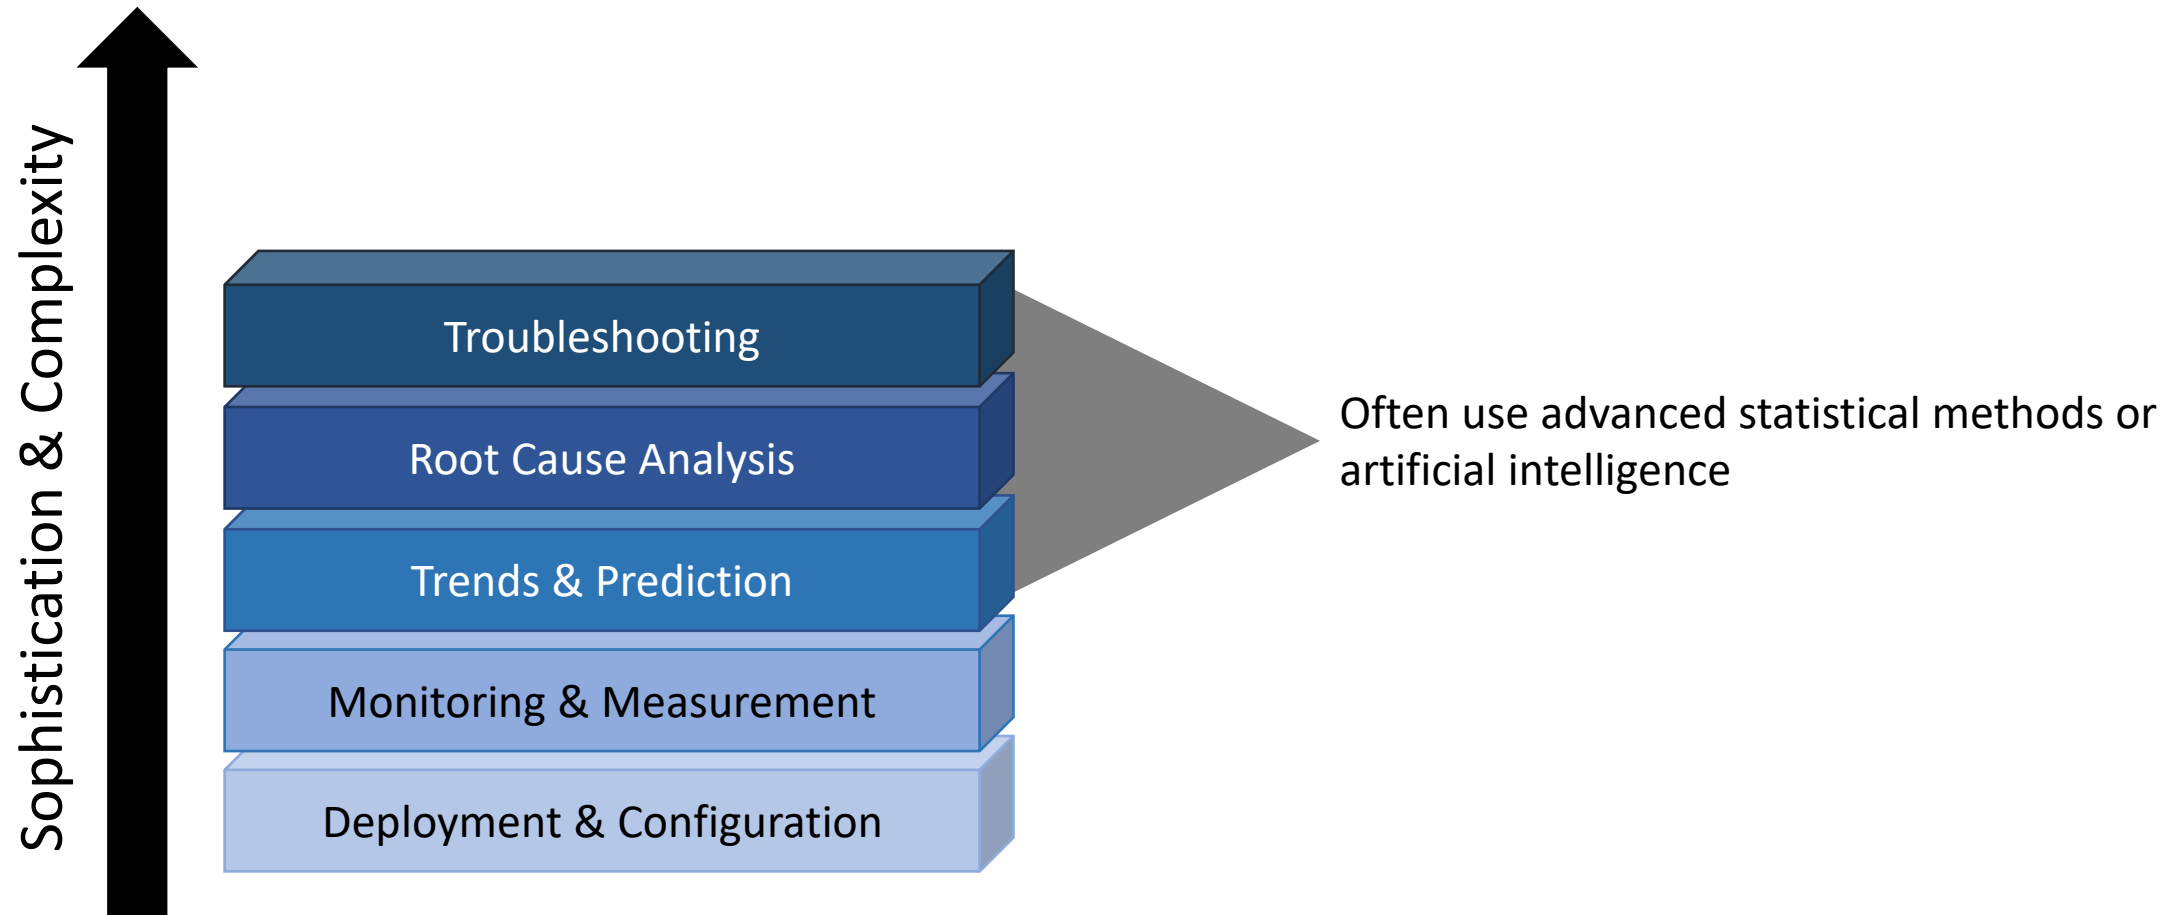 Sophistication & Complexity
Troubleshooting
Root Cause Analysis
Trends & Prediction
Monitoring & Measurement
Deployment & Configuration
Often use advanced statistical methods or
artificial intelligence